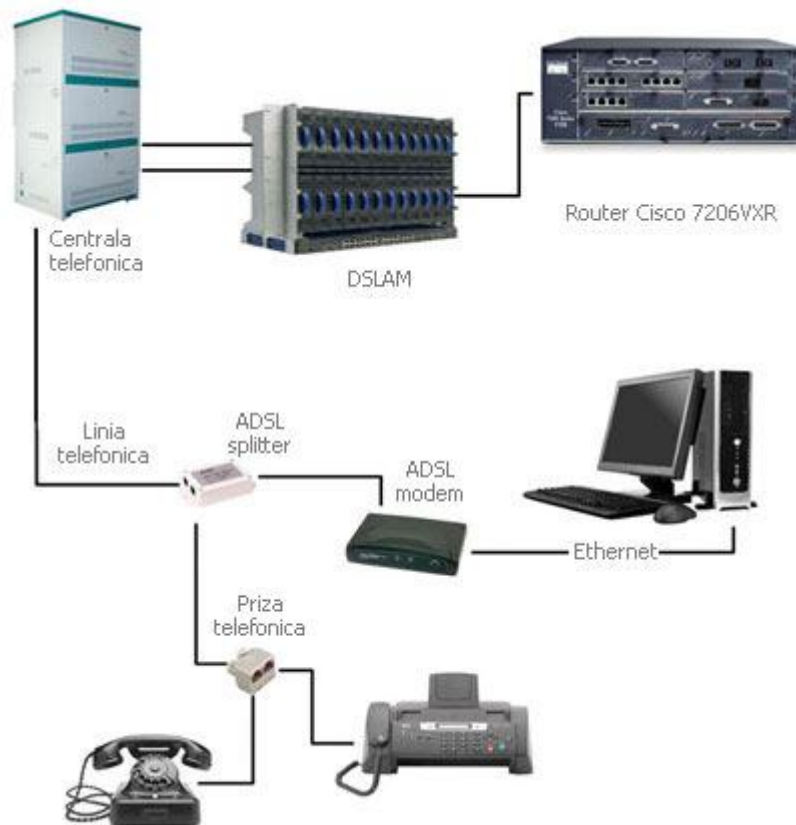 Router Cisco 7206VXR
Centrala
telefonica
DSLAM
Linia
telefonica
ADSL
splitter
ADSL
modem
Ethernet
Priza
telefonica